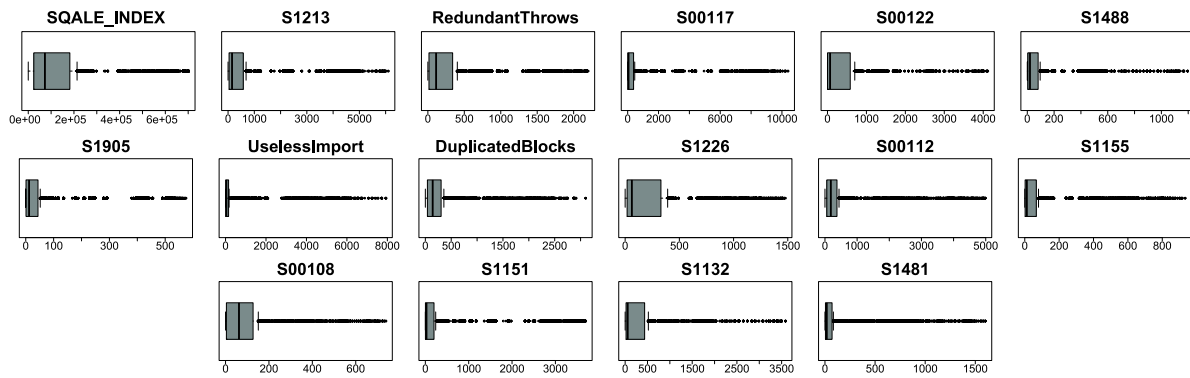 SQALE_INDEX S1213 RedundantThrows S00117 S00122 S1488
0e+00 2e+05 4e+05 6e+05 0 2000 4000 6000 0 500 1000 1500 2000 0 2000 6000 10000 0 1000 2000 3000 4000 0 200 600 1000
S1905 UselessImport DuplicatedBlocks S1226 S00112 S1155
0 100 300 500 0 2000 4000 6000 8000 0 500 1500 2500 0 500 1000 1500 0 1000 3000 5000 0 200 400 600 800
S00108 S1151 S1132 S1481
0 200 400 600 0 1000 2000 3000 0 500 1500 2500 3500 0 500 1000 1500